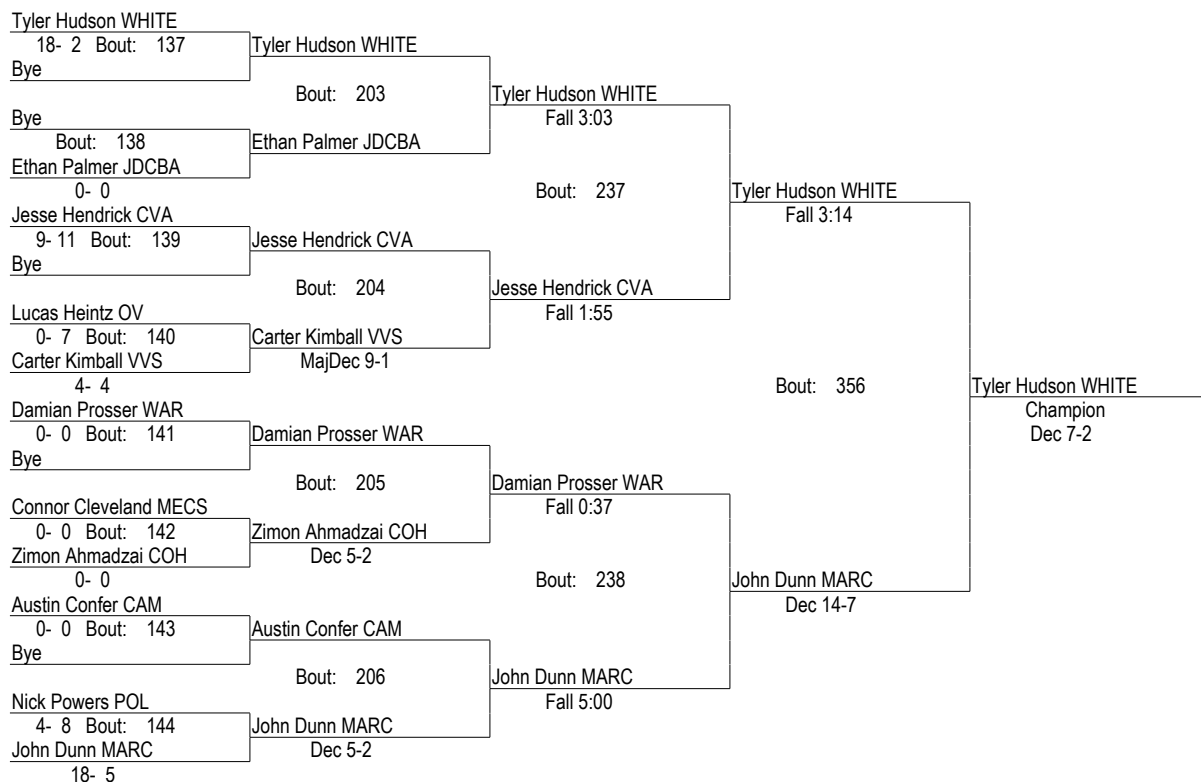 Tyler Hudson WHITE
18- 2 Bout: 137
Bye
Tyler Hudson WHITE
Bout: 203
Bye
Bout: 138
Ethan Palmer JDCBA
0- 0
Ethan Palmer JDCBA
Tyler Hudson WHITE
Fall 3:03
Bout: 237
Jesse Hendrick CVA
9- 11 Bout: 139
Bye
Jesse Hendrick CVA
Bout: 204
Lucas Heintz OV
0- 7 Bout: 140
Carter Kimball VVS
4- 4
Carter Kimball VVS
MajDec 9-1
Jesse Hendrick CVA
Fall 1:55
Tyler Hudson WHITE
Fall 3:14
Bout: 356
Damian Prosser WAR
0- 0 Bout: 141
Bye
Damian Prosser WAR
Bout: 205
Connor Cleveland MECS
0- 0 Bout: 142
Zimon Ahmadzai COH
0- 0
Zimon Ahmadzai COH
Dec 5-2
Damian Prosser WAR
Fall 0:37
Bout: 238
Austin Confer CAM
0- 0 Bout: 143
Bye
Austin Confer CAM
Bout: 206
Nick Powers POL
4- 8 Bout: 144
John Dunn MARC
18- 5
John Dunn MARC
Dec 5-2
John Dunn MARC
Fall 5:00
John Dunn MARC
Dec 14-7
Tyler Hudson WHITE
Champion
Dec 7-2